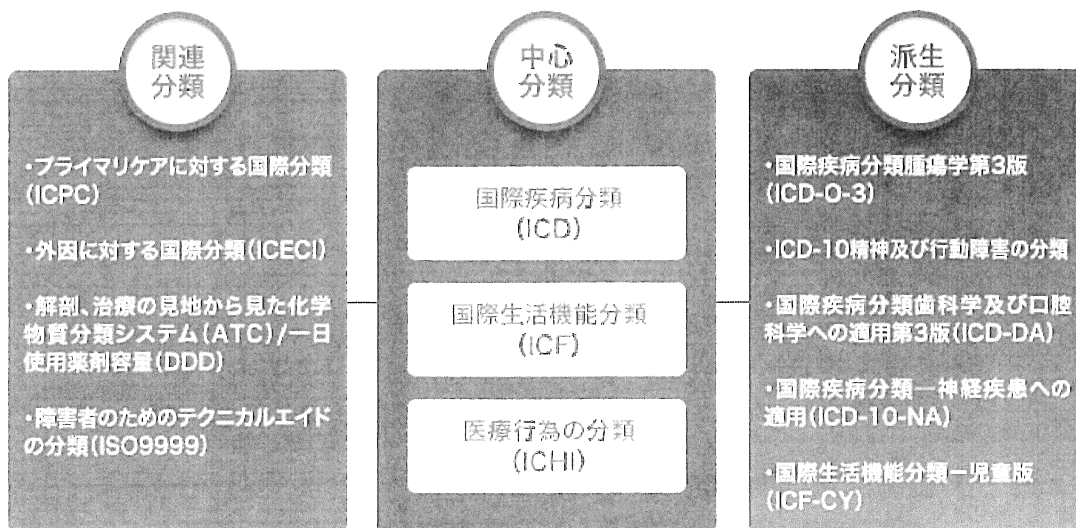 関連
分類
・プライマリケアに対する国際分類
(ICPC)
・外因に対する国際分類(ICECI)
・解剖、治療の見地から見た化学
物質分類システム(ATC)/一日
使用薬剤容量(DDD)
・障害者のためのテクニカルエイド
の分類(ISO9999)
中心
分類
国際疾病分類
(ICD)
国際生活機能分類
(ICF)
医療行為の分類
(ICHI)
派生
分類
・国際疾病分類腫瘍学第3版
(ICD-O-3)
・ICD-10精神及び行動障害の分類
・国際疾病分類歯科学及び口腔
科学への適用第3版(ICD-DA)
・国際疾病分類―神経疾患への
適用(ICD-10-NA)
・国際生活機能分類－児童版
(ICF-CY)